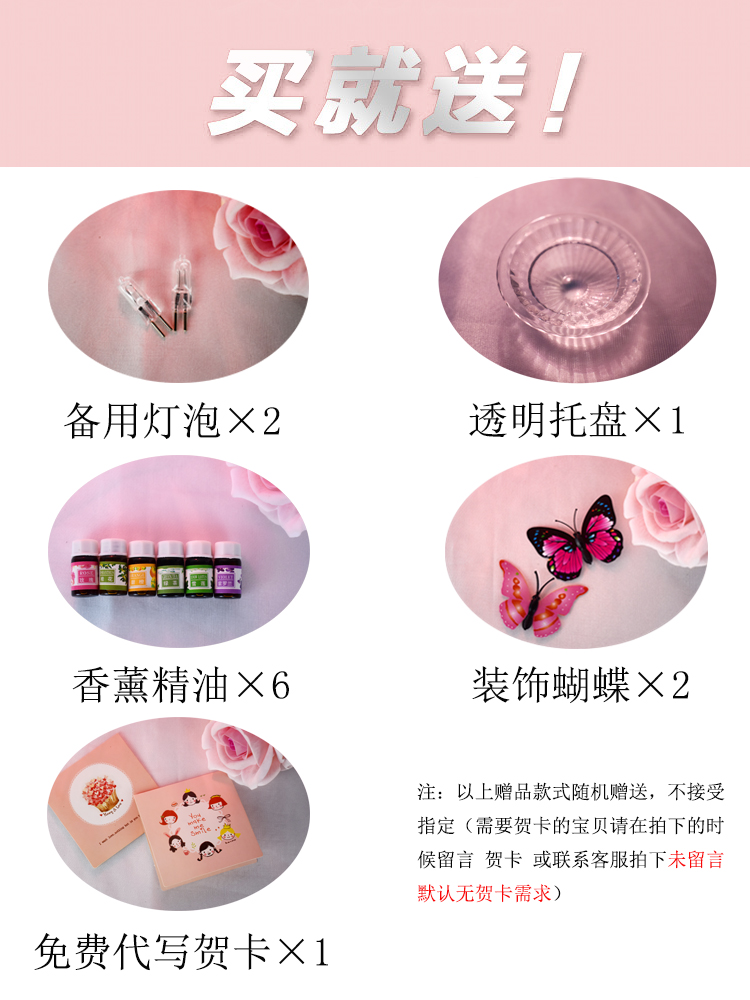 买就送！
备用灯泡×2
透明托盘×1
香薰精油×6
装饰蝴蝶×2
You
make
me
Smile
免费代写贺卡×1
注：以上赠品款式随机赠送，不接受
指定（需要贺卡的宝贝请在拍下的时
候留言 贺卡 或联系客服拍下未留言
默认无贺卡需求）